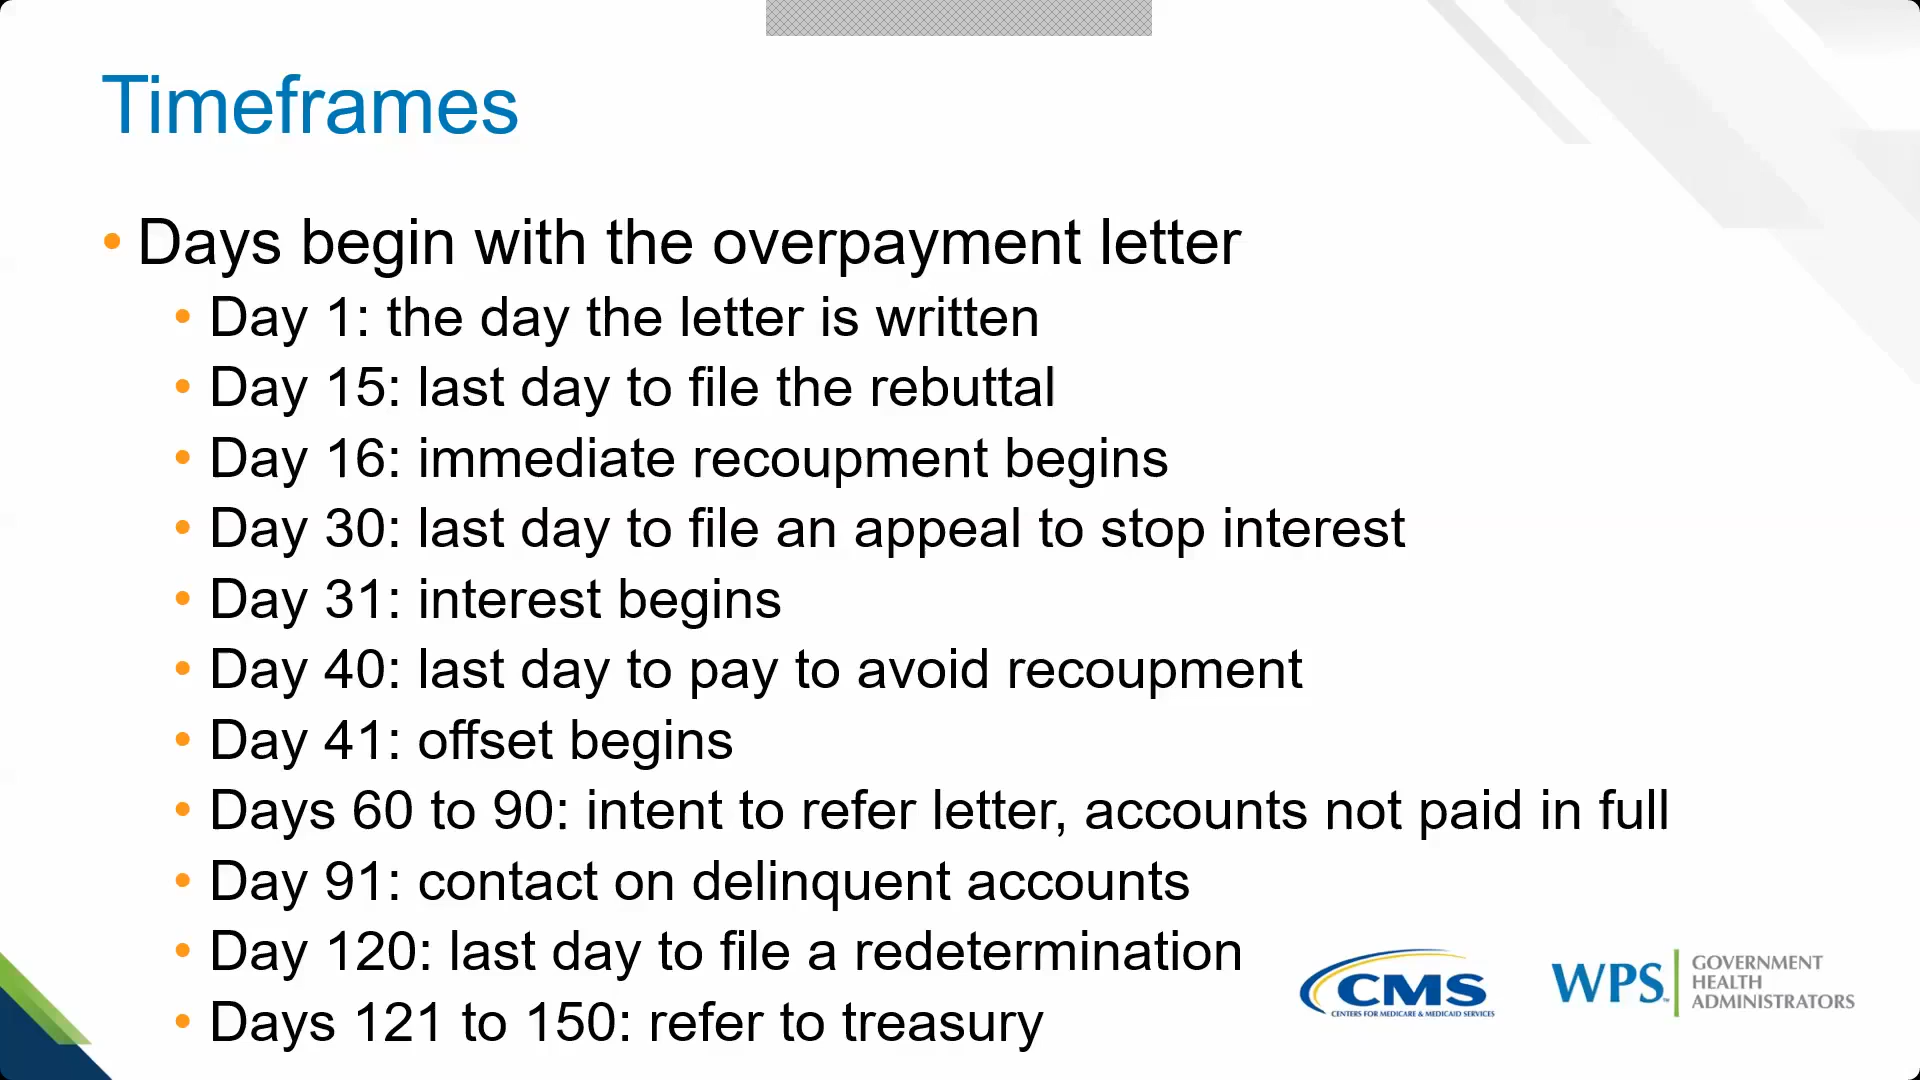 Timeframes
• Days begin with the overpayment letter
• Day 1: the day the letter is written
• Day 15: last day to file the rebuttal
• Day 16: immediate recoupment begins
• Day 30: last day to file an appeal to stop interest
• Day 31: interest begins
• Day 40: last day to pay to avoid recoupment
• Day 41: offset begins
• Days 60 to 90: intent to refer letter, accounts not paid in full
• Day 91: contact on delinquent accounts
• Day 120: last day to file a redetermination
• Days 121 to 150: refer to treasury
CMS
CENTERS FOR MEDICARE & MEDICAID SERVICES
WPS™
GOVERNMENT
HEALTH
ADMINISTRATORS